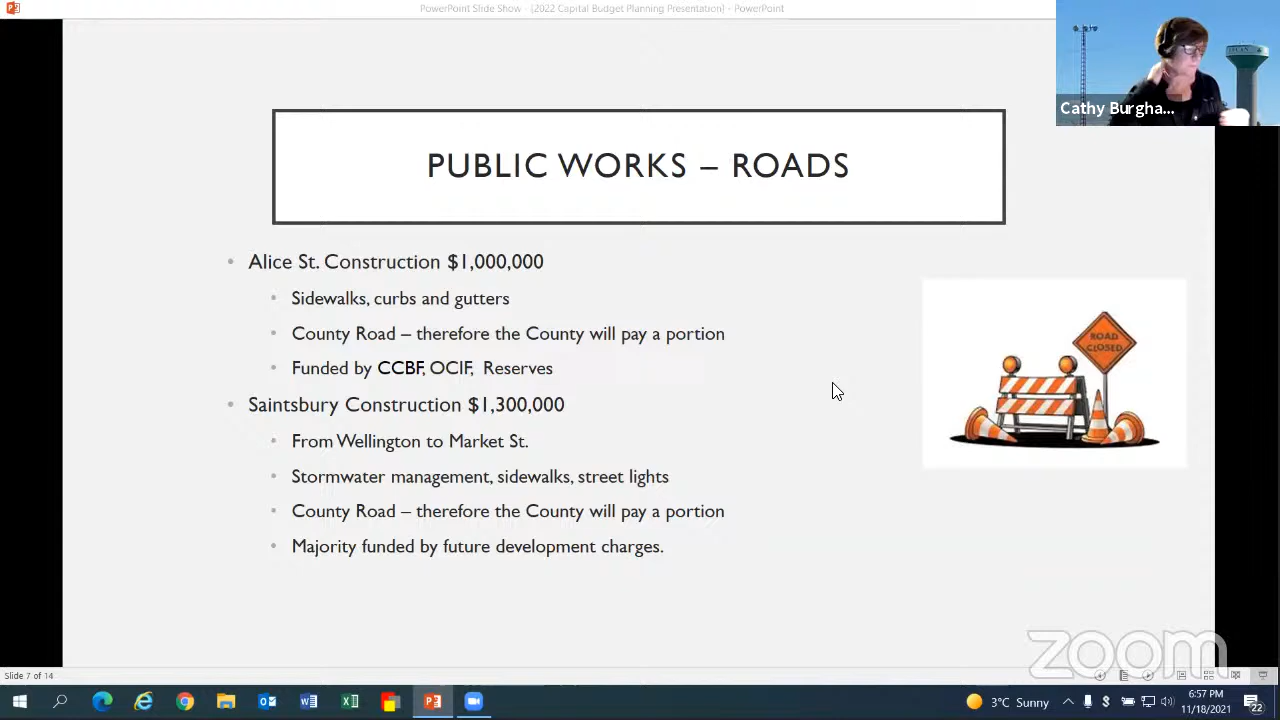 PowerPoint Slide Show - [2022 Capital Budget Planning Presentation] - PowerPoint
Cathy Burgha...
PUBLIC WORKS – ROADS
• Alice St. Construction $1,000,000
• Sidewalks, curbs and gutters
• County Road – therefore the County will pay a portion
• Funded by CCBF, OCIF, Reserves
• Saintsbury Construction $1,300,000
• From Wellington to Market St.
• Stormwater management, sidewalks, street lights
• County Road – therefore the County will pay a portion
• Majority funded by future development charges.
ROAD
CLOSED
zoom
Slide 7 of 14
3°C Sunny
6:57 PM
11/18/2021
22